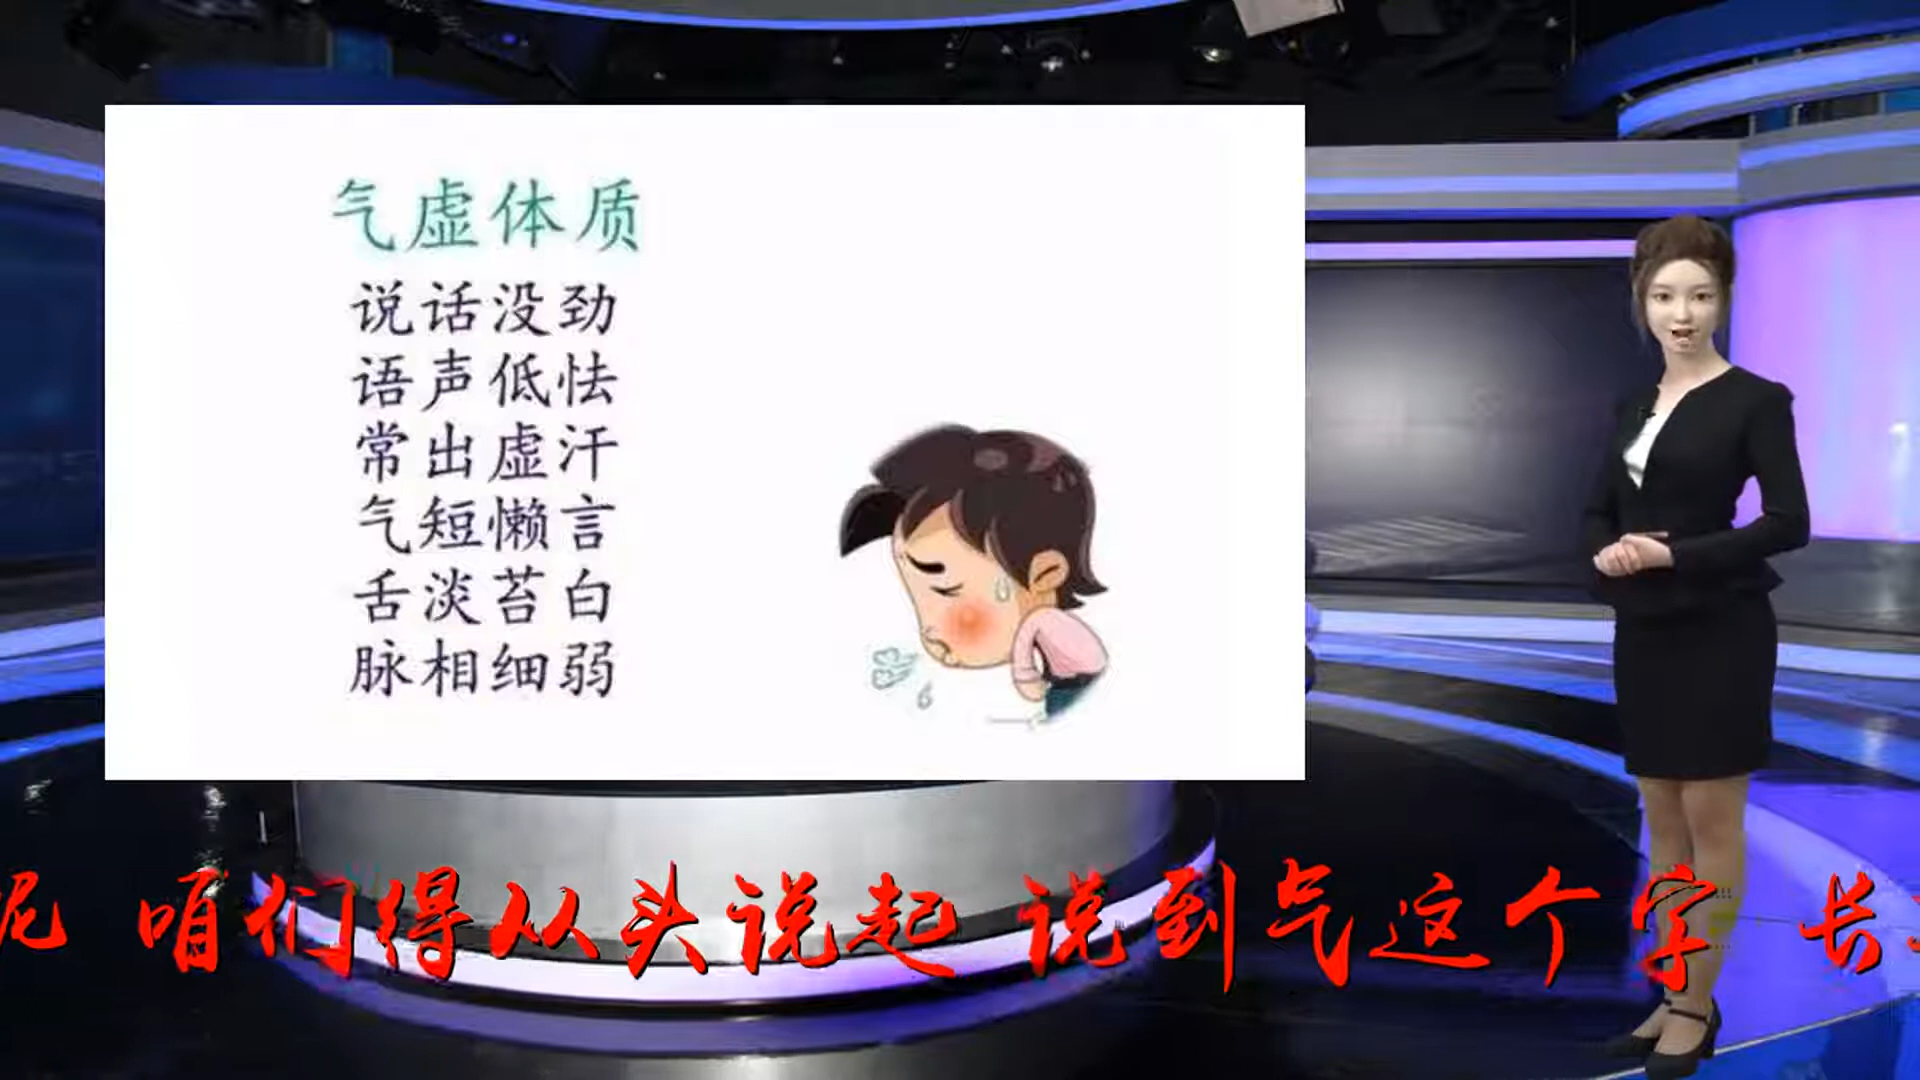 气虚体质
说话没劲
语声低怯
常出虚汗
气短懒言
舌淡苔白
脉相细弱
呢 咱们得从头说起 说到气这个字 长